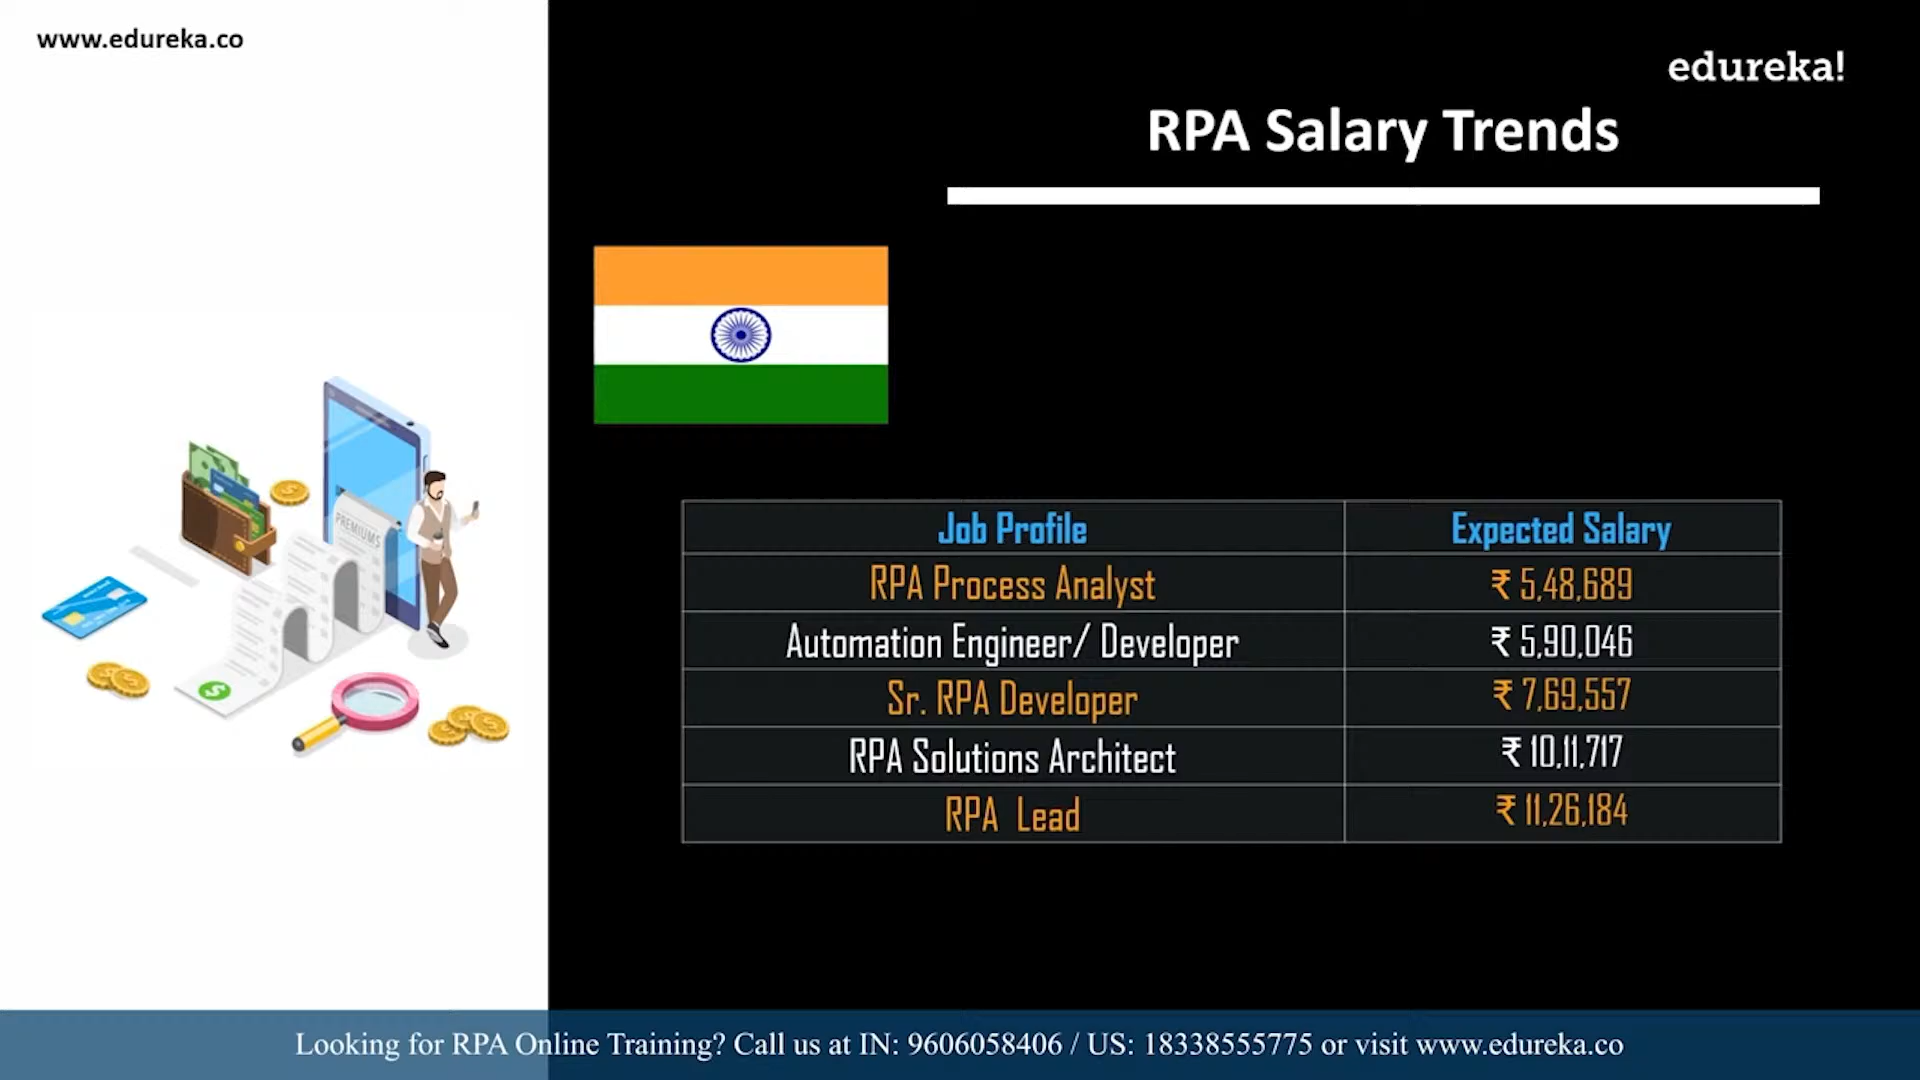 www.edureka.co
edureka!
RPA Salary Trends
PREMIUMS
Job Profile Expected Salary
RPA Process Analyst ₹ 5,48,689
Automation Engineer/ Developer ₹ 5,90,046
Sr. RPA Developer ₹ 7,69,557
RPA Solutions Architect ₹ 10,11,717
RPA Lead ₹ 11,26,184
Looking for RPA Online Training? Call us at IN: 9606058406 / US: 18338555775 or visit www.edureka.co